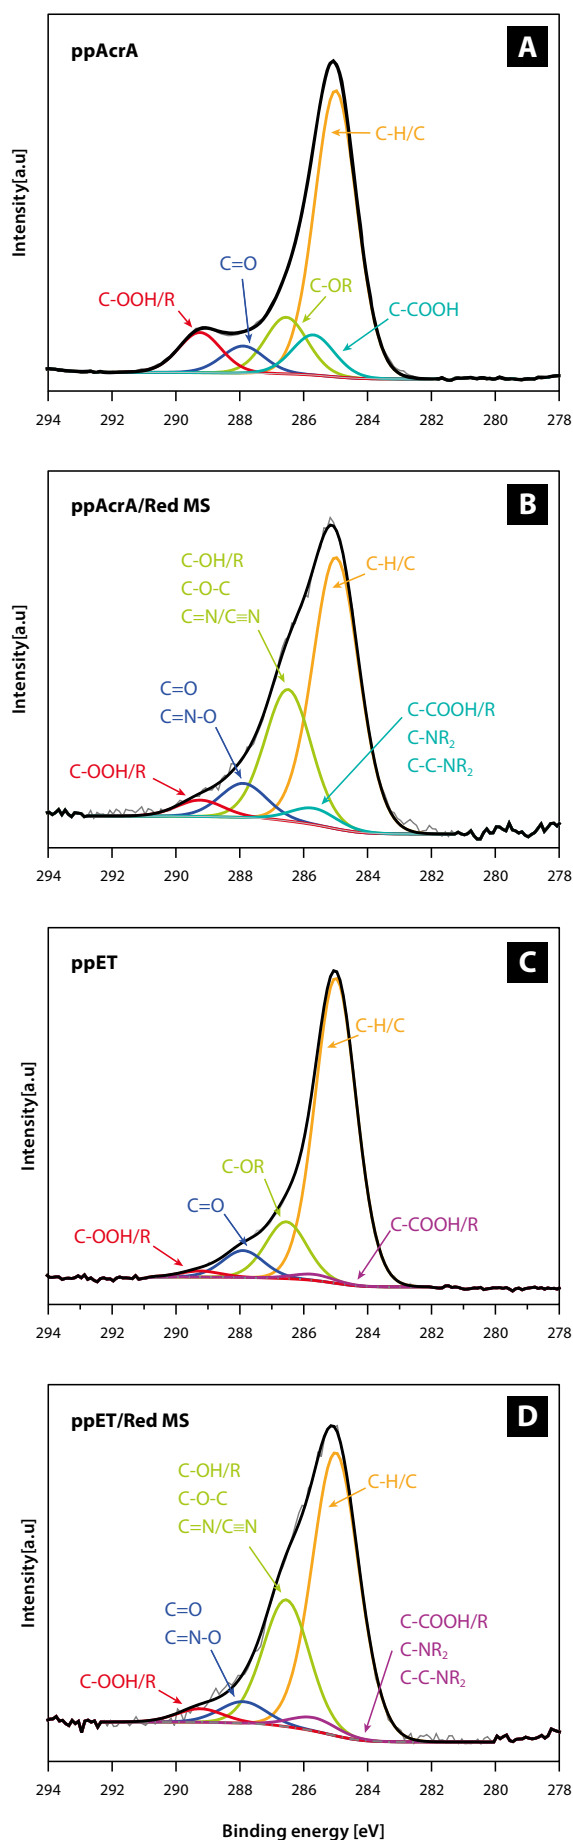 ppAcrA
A
C-H/C
C=O
C-OOH/R
C-OR
C-COOH
Intensity[a.u]
294 292 290 288 286 284 282 280 278
ppAcrA/Red MS
B
C-OH/R
C-O-C
C=N/C≡N
C-H/C
C=O
C=N-O
C-COOH/R
C-NR₂
C-C-NR₂
C-OOH/R
Intensity[a.u]
294 292 290 288 286 284 282 280 278
ppET
C
C-H/C
C-OR
C=O
C-OOH/R
C-COOH/R
Intensity[a.u]
294 292 290 288 286 284 282 280 278
ppET/Red MS
D
C-OH/R
C-O-C
C=N/C≡N
C-H/C
C=O
C=N-O
C-COOH/R
C-NR₂
C-C-NR₂
C-OOH/R
Intensity[a.u]
294 292 290 288 286 284 282 280 278
Binding energy [eV]